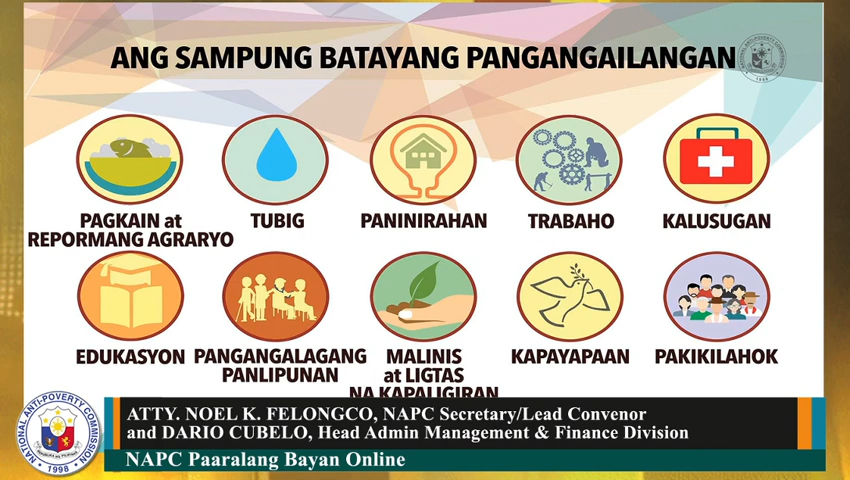 ANG SAMPUNG BATAYANG PANGANGAILANGAN
PAGKAIN at
REPORMANG AGRARYO
TUBIG
PANINIRAHAN
TRABAHO
KALUSUGAN
EDUKASYON
PANGANGALAGANG
PANLIPUNAN
MALINIS
at LIGTAS
NA KAPALIGIRAN
KAPAYAPAAN
PAKIKILAHOK
NATIONAL ANTI-POVERTY COMMISSION
1998
ATTY. NOEL K. FELONGCO, NAPC Secretary/Lead Convenor
and DARIO CUBELO, Head Admin Management & Finance Division
NAPC Paaralang Bayan Online